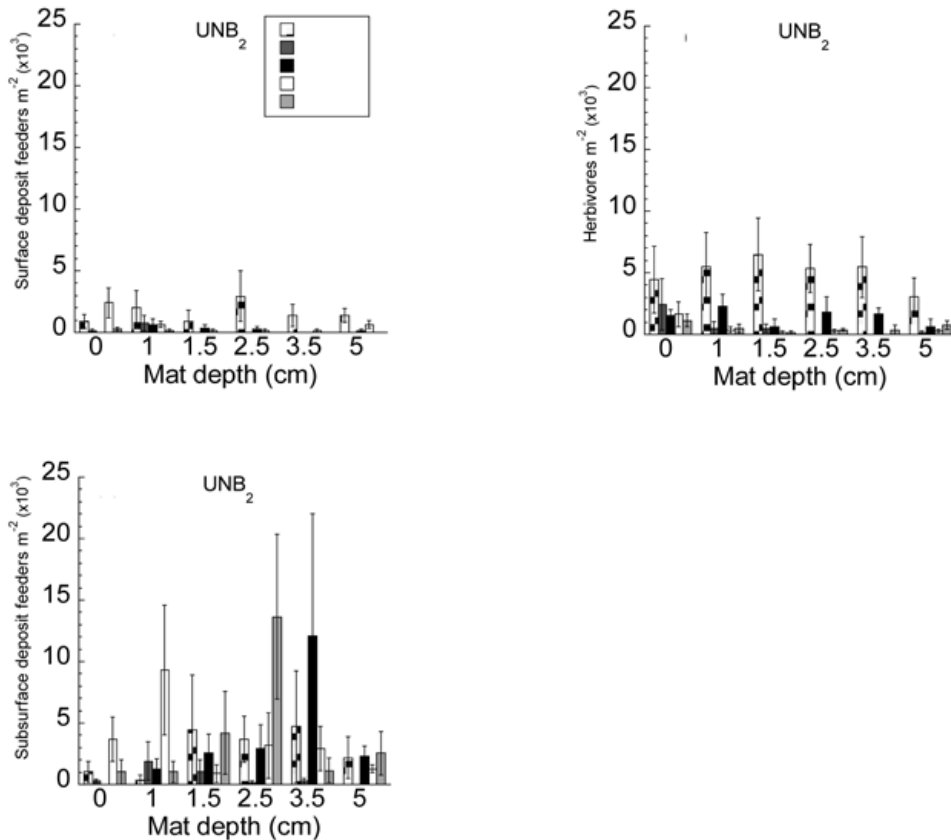 UNB2
Surface deposit feeders m-2 (x103)
25
20
15
10
5
0
0 1 1.5 2.5 3.5 5
Mat depth (cm)
UNB2
Herbivores m-2 (x103)
25
20
15
10
5
0
0 1 1.5 2.5 3.5 5
Mat depth (cm)
UNB2
Subsurface deposit feeders m-2 (x103)
25
20
15
10
5
0
0 1 1.5 2.5 3.5 5
Mat depth (cm)